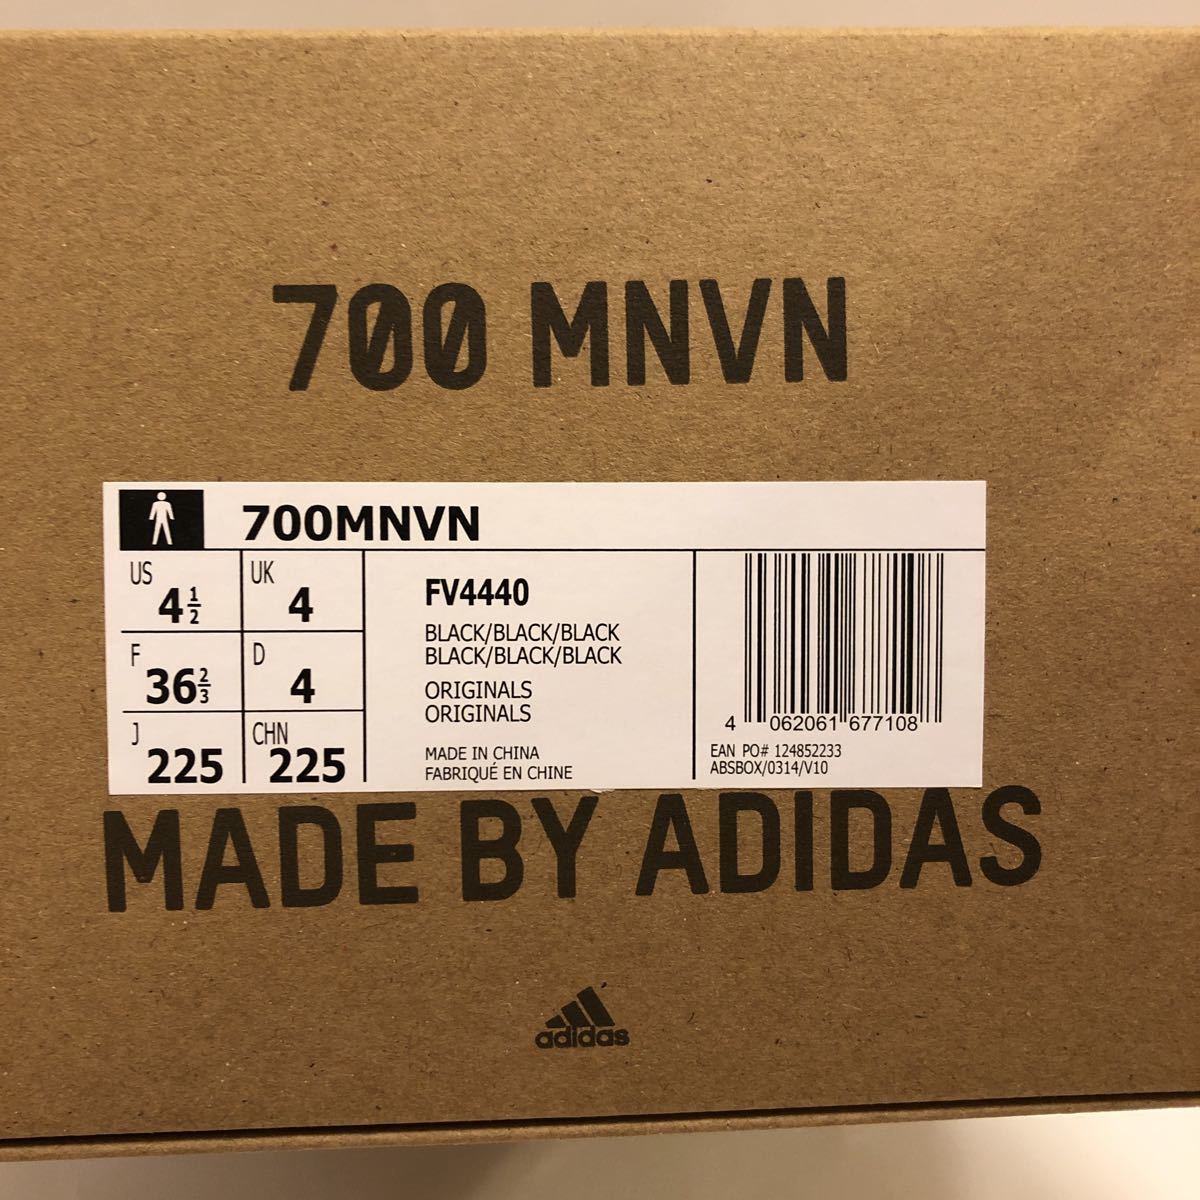 700 MNVN
700MNVN
US 4 1/2 UK 4
F 36 2/3 D 4
J 225 CHN 225
FV4440
BLACK/BLACK/BLACK
BLACK/BLACK/BLACK
ORIGINALS
ORIGINALS
MADE IN CHINA
FABRIQUÉ EN CHINE
4 062061 677108
EAN PO# 124852233
ABSBOX/0314/V10
MADE BY ADIDAS
adidas